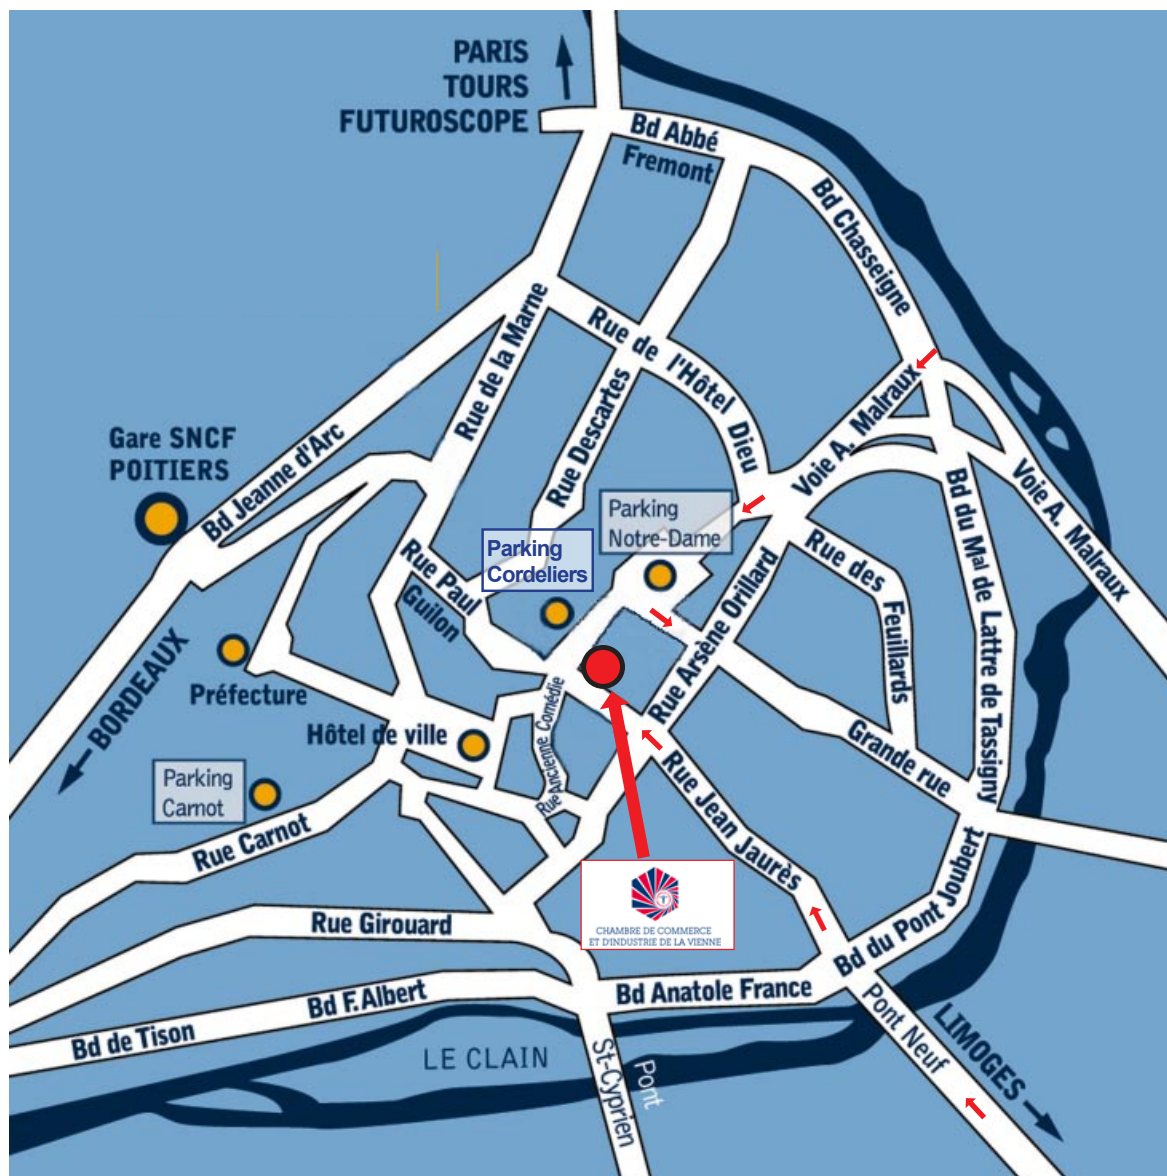 PARIS
TOURS
FUTUROSCOPE
Bd Abbé
Fremont
Bd Chasseigne
Rue de la Marne
Rue de l'Hôtel Dieu
Rue Descartes
Voie A. Malraux
Gare SNCF
POITIERS
Bd Jeanne d'Arc
Parking
Notre-Dame
Parking
Cordeliers
Rue Paul
Guilon
Rue des Feuillards
Bd du Mal de Lattre de Tassigny
Voie A. Malraux
Rue Arsène Orillard
BORDEAUX
Préfecture
Hôtel de ville
Rue Ancienne Comédie
Grande rue
Parking
Carnot
Rue Carnot
Rue Jean Jaurès
Bd du Pont Joubert
CHAMBRE DE COMMERCE
ET D'INDUSTRIE DE LA VIENNE
Rue Girouard
Bd F.Albert
Bd Anatole France
Bd de Tison
LE CLAIN
Pont
St-Cyprien
Pont Neuf
LIMOGES